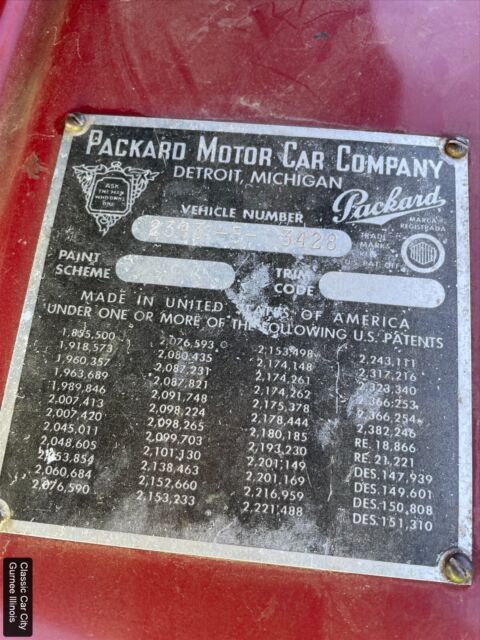 PACKARD MOTOR CAR COMPANY
DETROIT, MICHIGAN
ASK
THE MAN
WHO OWNS
ONE
Packard
MARCA
REGISTRADA
TRADE
MARKS
PAT. OFF.
VEHICLE NUMBER
-5- 3428
PAINT
SCHEME
TRIM
CODE
MADE IN UNITED OF AMERICA
UNDER ONE OR MORE OF THE FOLLOWING U.S. PATENTS
1,855,500 2,076,593 2,153,498 2,243,111
1,918,573 2,080,435 2,174,148 2,317,216
1,960,357 2,087,231 2,174,261 2,323,340
1,963,689 2,087,821 2,174,262 2,366,253
1,989,846 2,091,748 2,175,378 2,366,254
2,007,413 2,098,224 2,178,444 2,382,246
2,007,420 2,098,265 2,180,185 RE. 18,866
2,045,011 2,099,703 2,193,230 RE. 21,221
2,048,605 2,101,130 2,201,149 DES. 147,939
2,053,854 2,138,463 2,201,169 DES. 149,601
2,060,684 2,152,660 2,216,959 DES. 150,808
2,076,590 2,153,233 2,221,488 DES. 151,310
Classic Car City
Gurnee Illinois